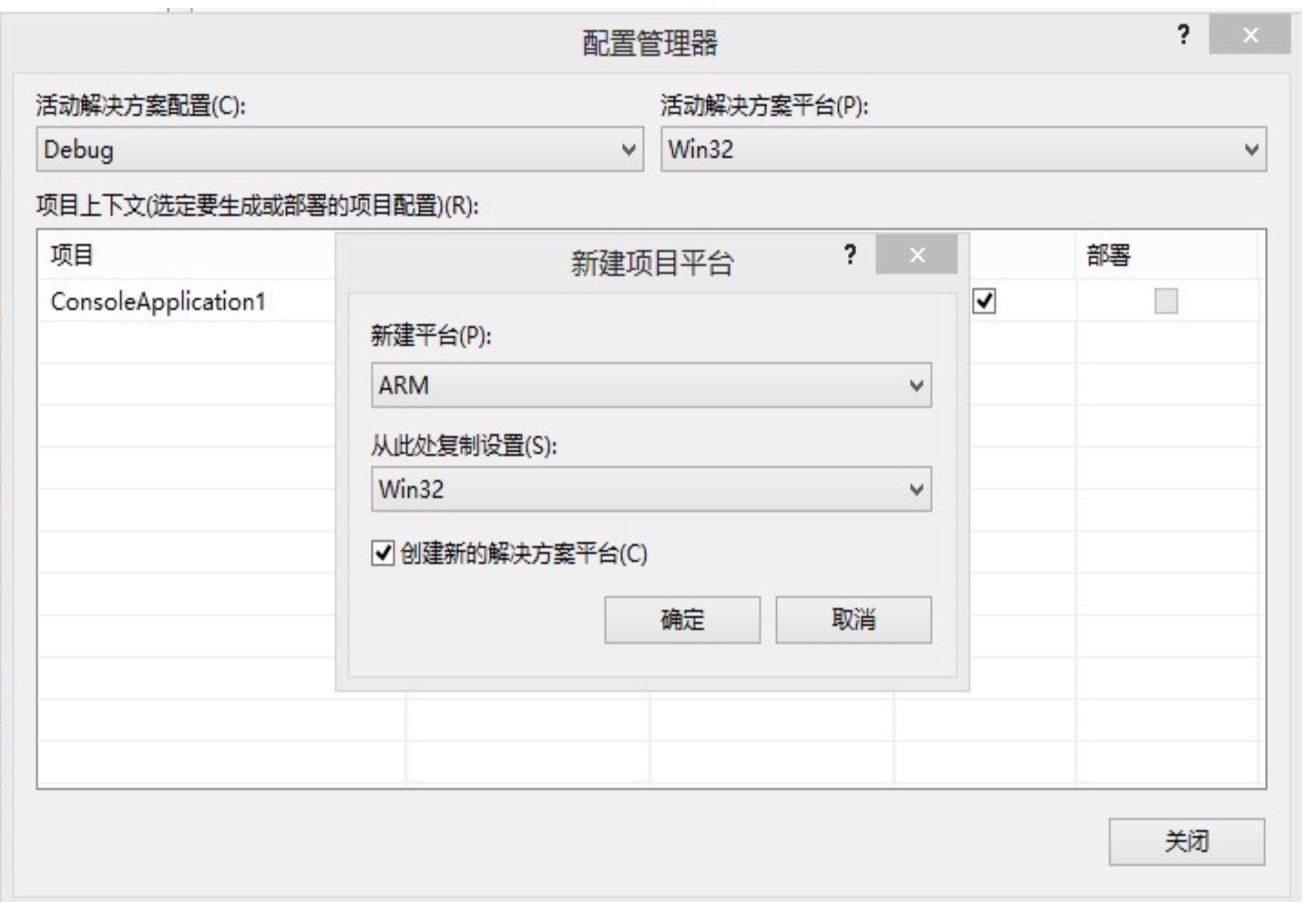 配置管理器
?
活动解决方案配置(C):
活动解决方案平台(P):
Debug
Win32
项目上下文(选定要生成或部署的项目配置)(R):
项目
部署
ConsoleApplication1
新建项目平台
?
新建平台(P):
ARM
从此处复制设置(S):
Win32
创建新的解决方案平台(C)
确定
取消
关闭